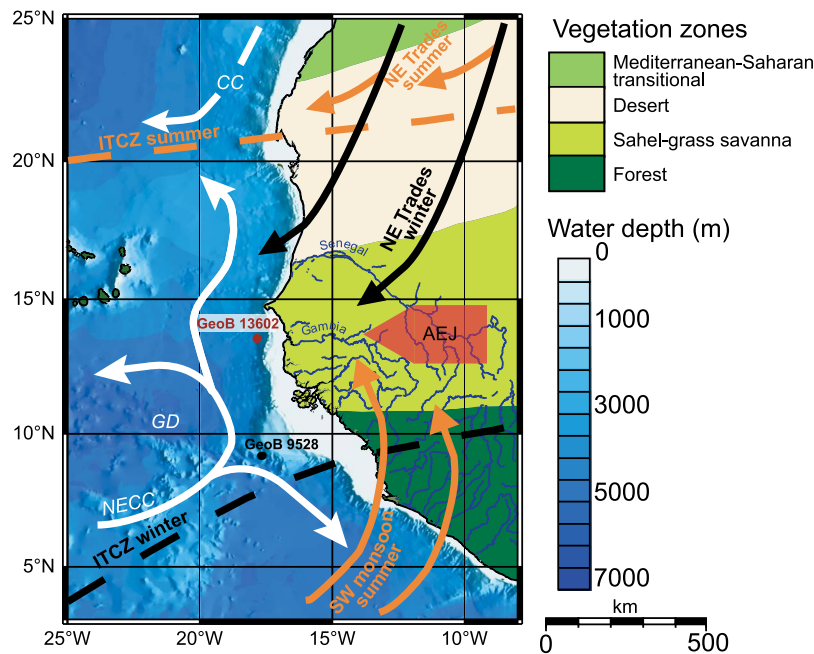 25°N
20°N
15°N
10°N
5°N
25°W
20°W
15°W
10°W
CC
NE Trades
summer
ITCZ summer
NE Trades
winter
Senegal
GeoB 13602
Gambia
AEJ
GD
GeoB 9528
NECC
ITCZ winter
SW monsoon
summer
Vegetation zones
Mediterranean-Saharan
transitional
Desert
Sahel-grass savanna
Forest
Water depth (m)
0
1000
3000
5000
7000
km
0
500